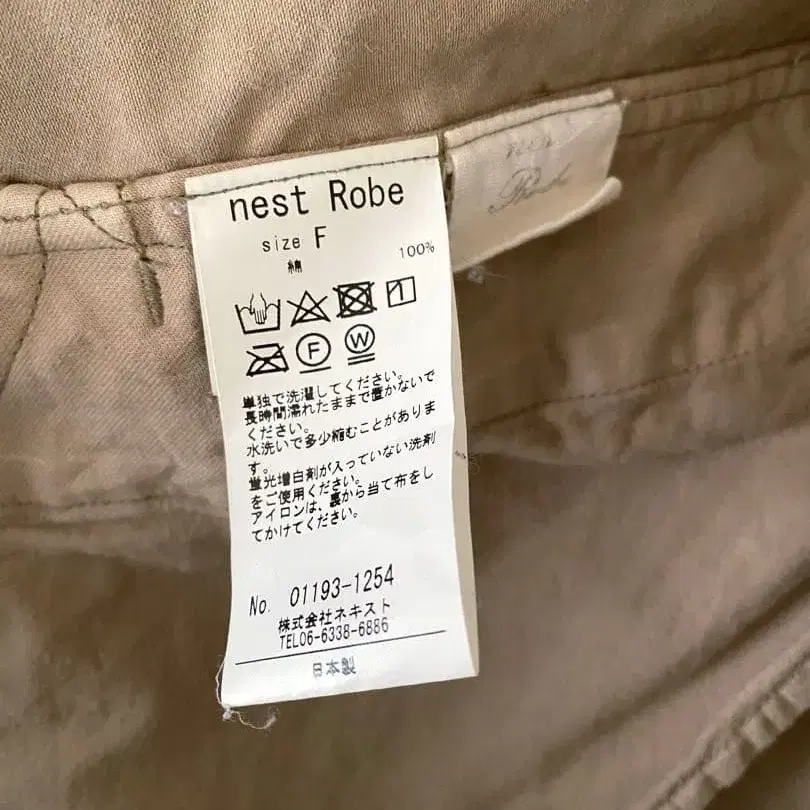 nest Robe
size F
綿 100%
F W
単独で洗濯してください。
長時間濡れたままで置かないで
ください。
水洗いで多少縮むことがありま
す。
蛍光増白剤が入っていない洗剤
をご使用ください。
アイロンは、裏から当て布をし
てかけてください。
No. 01193-1254
株式会社ネキスト
TEL06-6338-6886
日本製
Robe